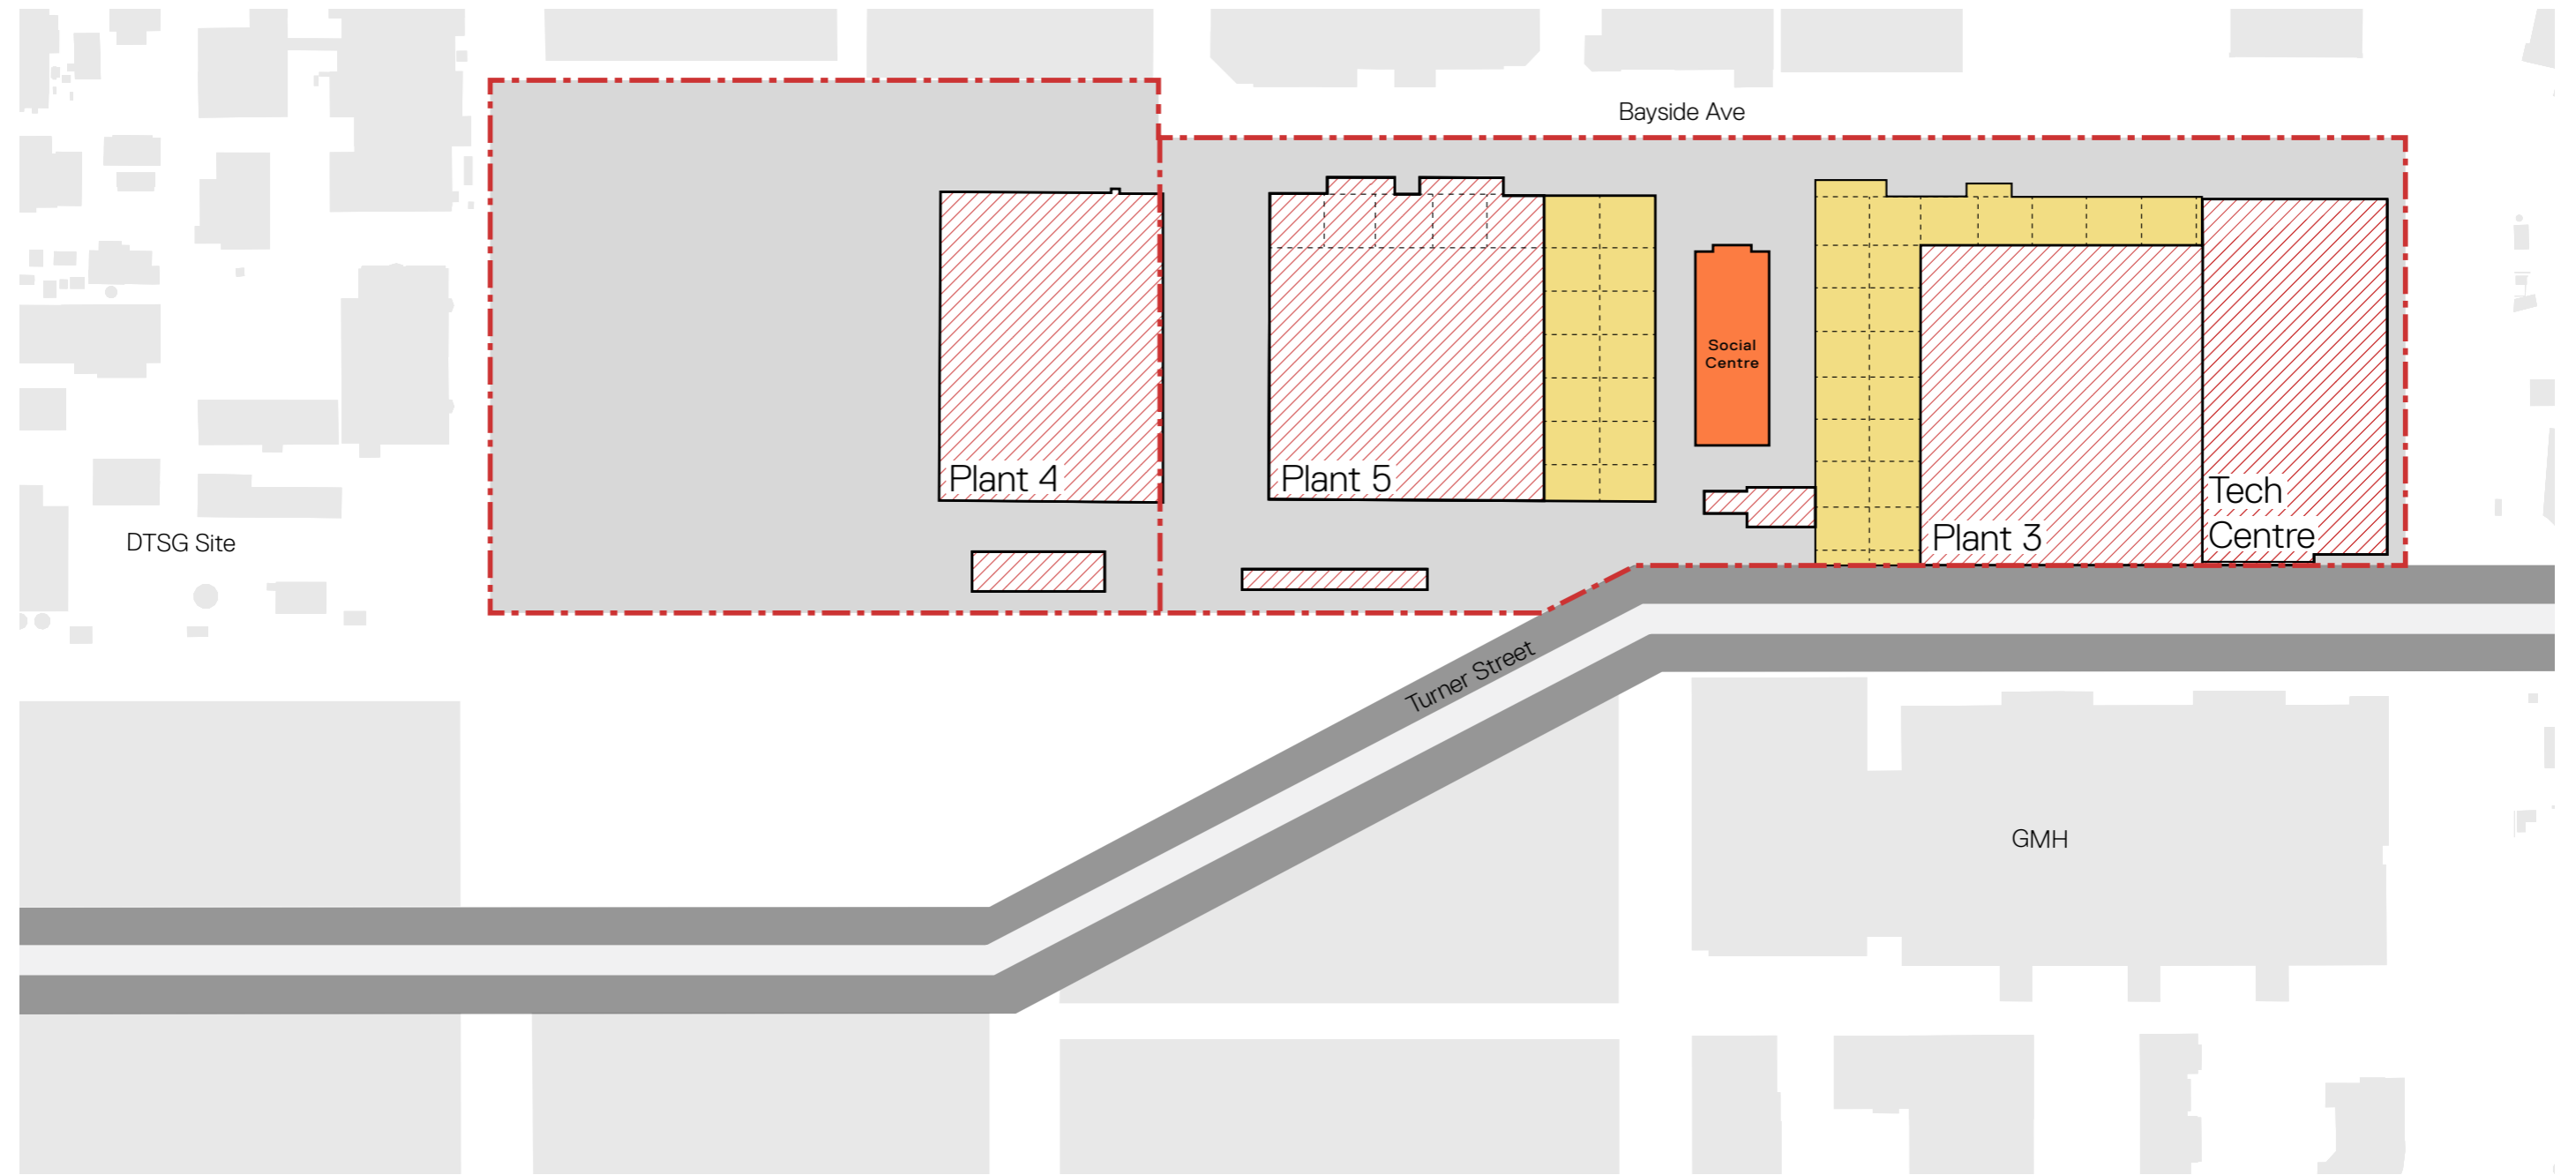 Bayside Ave
Social
Centre
Plant 4
Plant 5
Tech
Centre
Plant 3
DTSG Site
Turner Street
GMH